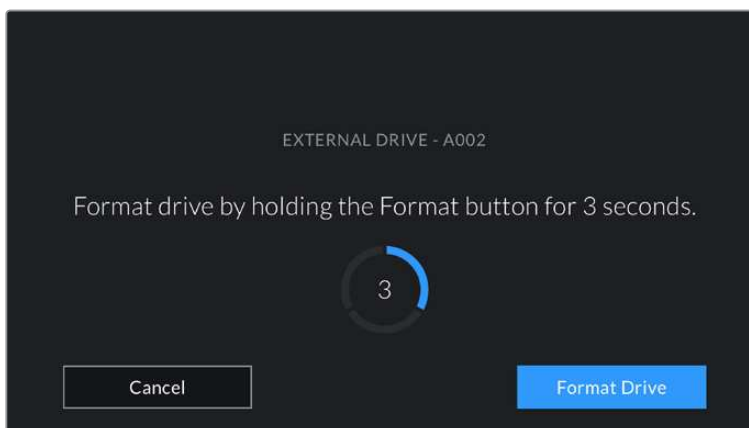 EXTERNAL DRIVE - A002
Format drive by holding the Format button for 3 seconds.
3
Cancel
Format Drive